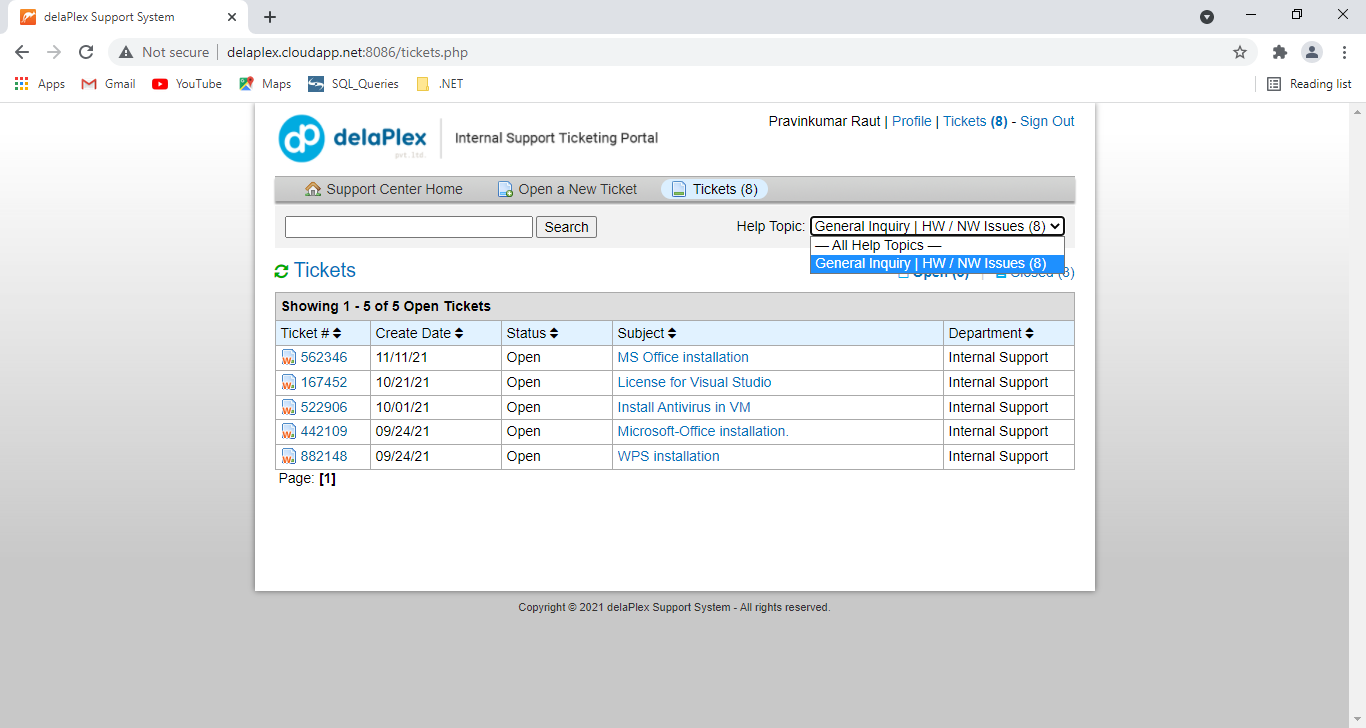 delaPlex Support System
Not secure | delaplex.cloudapp.net:8086/tickets.php
Apps Gmail YouTube Maps SQL_Queries .NET Reading list
dp delaPlex pvt.ltd. Internal Support Ticketing Portal
Pravinkumar Raut | Profile | Tickets (8) - Sign Out
Support Center Home Open a New Ticket Tickets (8)
Search Help Topic: General Inquiry | HW / NW Issues (8)
— All Help Topics —
General Inquiry | HW / NW Issues (8)
Tickets
Showing 1 - 5 of 5 Open Tickets
Ticket # Create Date Status Subject Department
562346 11/11/21 Open MS Office installation Internal Support
167452 10/21/21 Open License for Visual Studio Internal Support
522906 10/01/21 Open Install Antivirus in VM Internal Support
442109 09/24/21 Open Microsoft-Office installation. Internal Support
882148 09/24/21 Open WPS installation Internal Support
Page: [1]
Copyright © 2021 delaPlex Support System - All rights reserved.